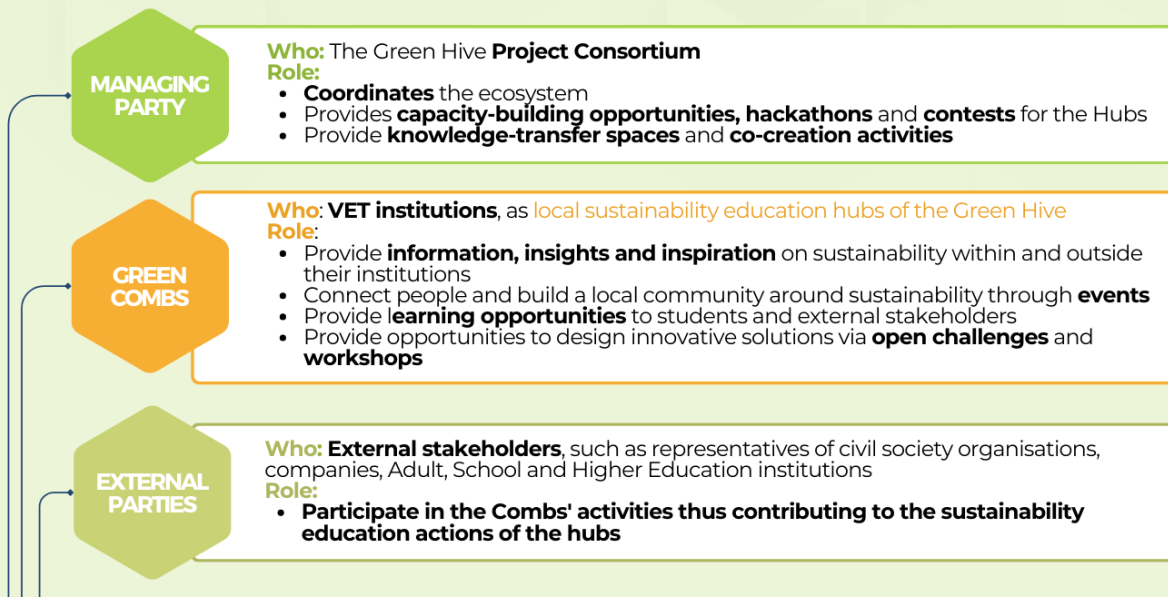 MANAGING
PARTY
Who: The Green Hive Project Consortium
Role:
• Coordinates the ecosystem
• Provides capacity-building opportunities, hackathons and contests for the Hubs
• Provide knowledge-transfer spaces and co-creation activities
GREEN
COMBS
Who: VET institutions, as local sustainability education hubs of the Green Hive
Role:
• Provide information, insights and inspiration on sustainability within and outside
their institutions
• Connect people and build a local community around sustainability through events
• Provide learning opportunities to students and external stakeholders
• Provide opportunities to design innovative solutions via open challenges and
workshops
EXTERNAL
PARTIES
Who: External stakeholders, such as representatives of civil society organisations,
companies, Adult, School and Higher Education institutions
Role:
• Participate in the Combs' activities thus contributing to the sustainability
education actions of the hubs